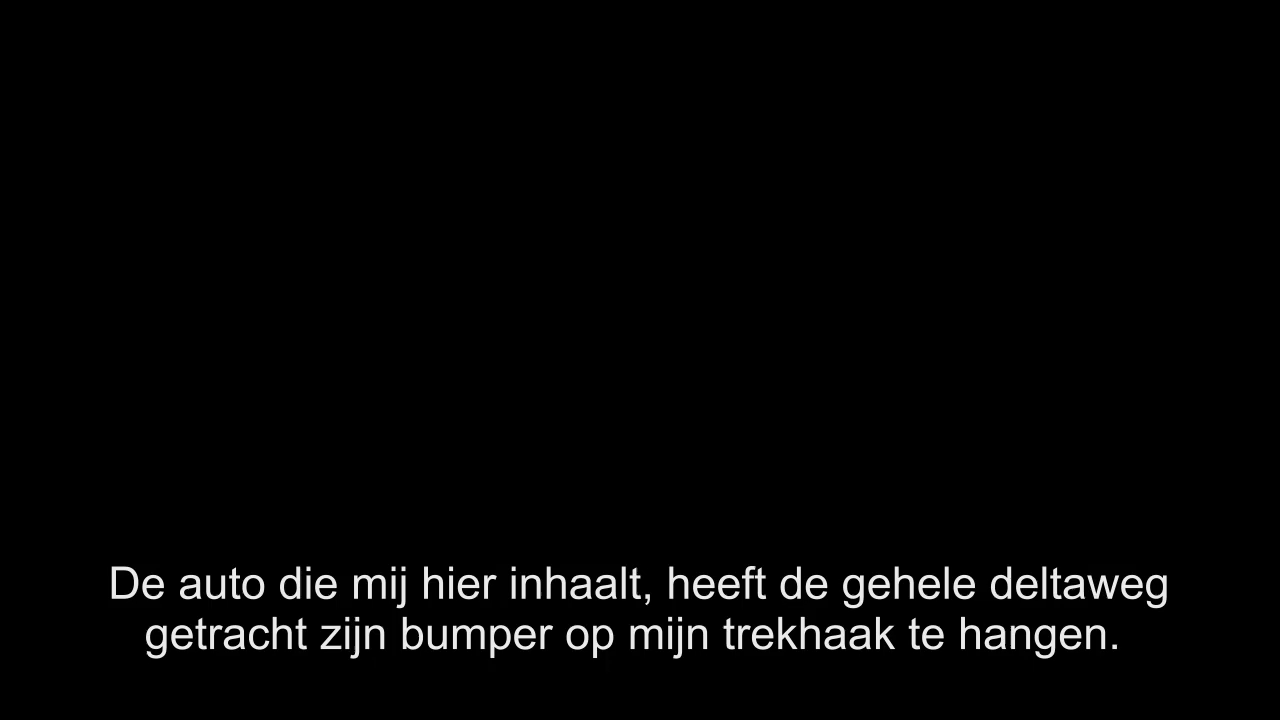 De auto die mij hier inhaalt, heeft de gehele deltaweg
getracht zijn bumper op mijn trekhaak te hangen.